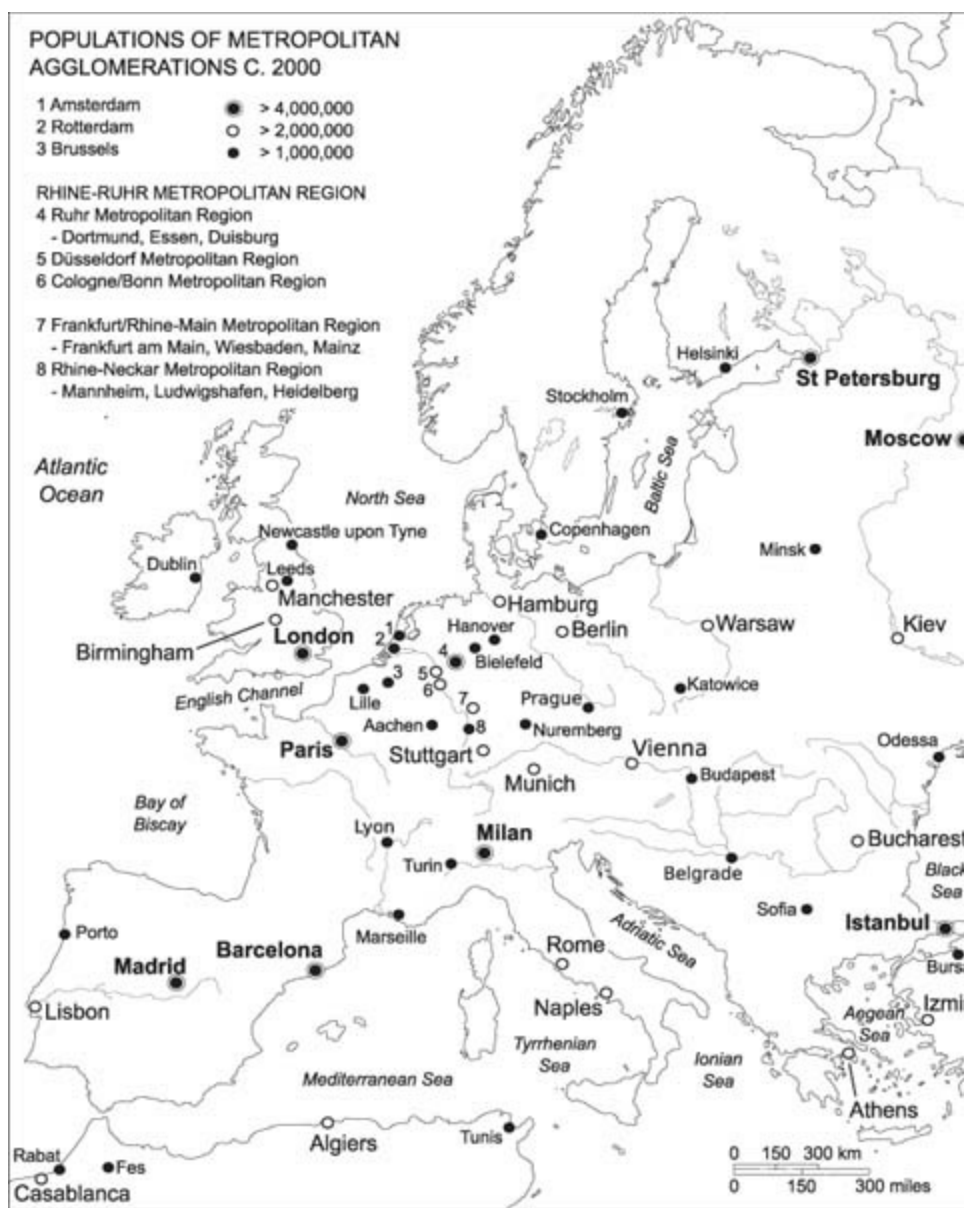 POPULATIONS OF METROPOLITAN
AGGLOMERATIONS C. 2000
1 Amsterdam
2 Rotterdam
3 Brussels
> 4,000,000
> 2,000,000
> 1,000,000
RHINE-RUHR METROPOLITAN REGION
4 Ruhr Metropolitan Region
- Dortmund, Essen, Duisburg
5 Düsseldorf Metropolitan Region
6 Cologne/Bonn Metropolitan Region
7 Frankfurt/Rhine-Main Metropolitan Region
- Frankfurt am Main, Wiesbaden, Mainz
8 Rhine-Neckar Metropolitan Region
- Mannheim, Ludwigshafen, Heidelberg
Helsinki
St Petersburg
Stockholm
Moscow
Atlantic
Ocean
Baltic Sea
North Sea
Newcastle upon Tyne
Copenhagen
Minsk
Dublin
Leeds
Manchester
Hamburg
Birmingham
London
1
2
Hanover
Berlin
Warsaw
Kiev
4
Bielefeld
3
5
6
English Channel
Lille
7
Prague
Katowice
Aachen
8
Nuremberg
Paris
Stuttgart
Vienna
Odessa
Munich
Budapest
Bay of
Biscay
Lyon
Milan
Bucharest
Turin
Belgrade
Black
Sea
Sofia
Istanbul
Porto
Marseille
Adriatic Sea
Barcelona
Rome
Bursa
Madrid
Lisbon
Naples
Aegean
Sea
Izmir
Tyrrhenian
Sea
Ionian
Sea
Mediterranean Sea
Athens
Algiers
Tunis
Rabat
Fes
Casablanca
0 150 300 km
0 150 300 miles